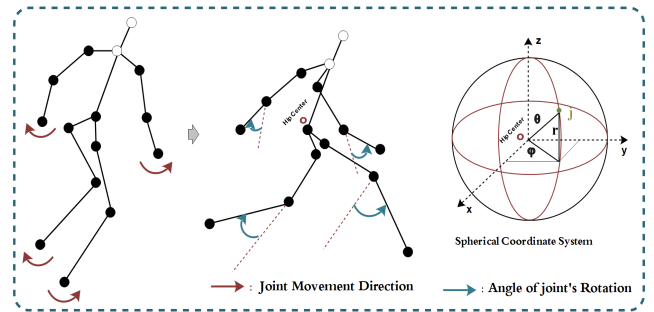 Hip Center
z
θ
j
r
Hip Center
φ
y
x
Spherical Coordinate System
: Joint Movement Direction
: Angle of joint's Rotation